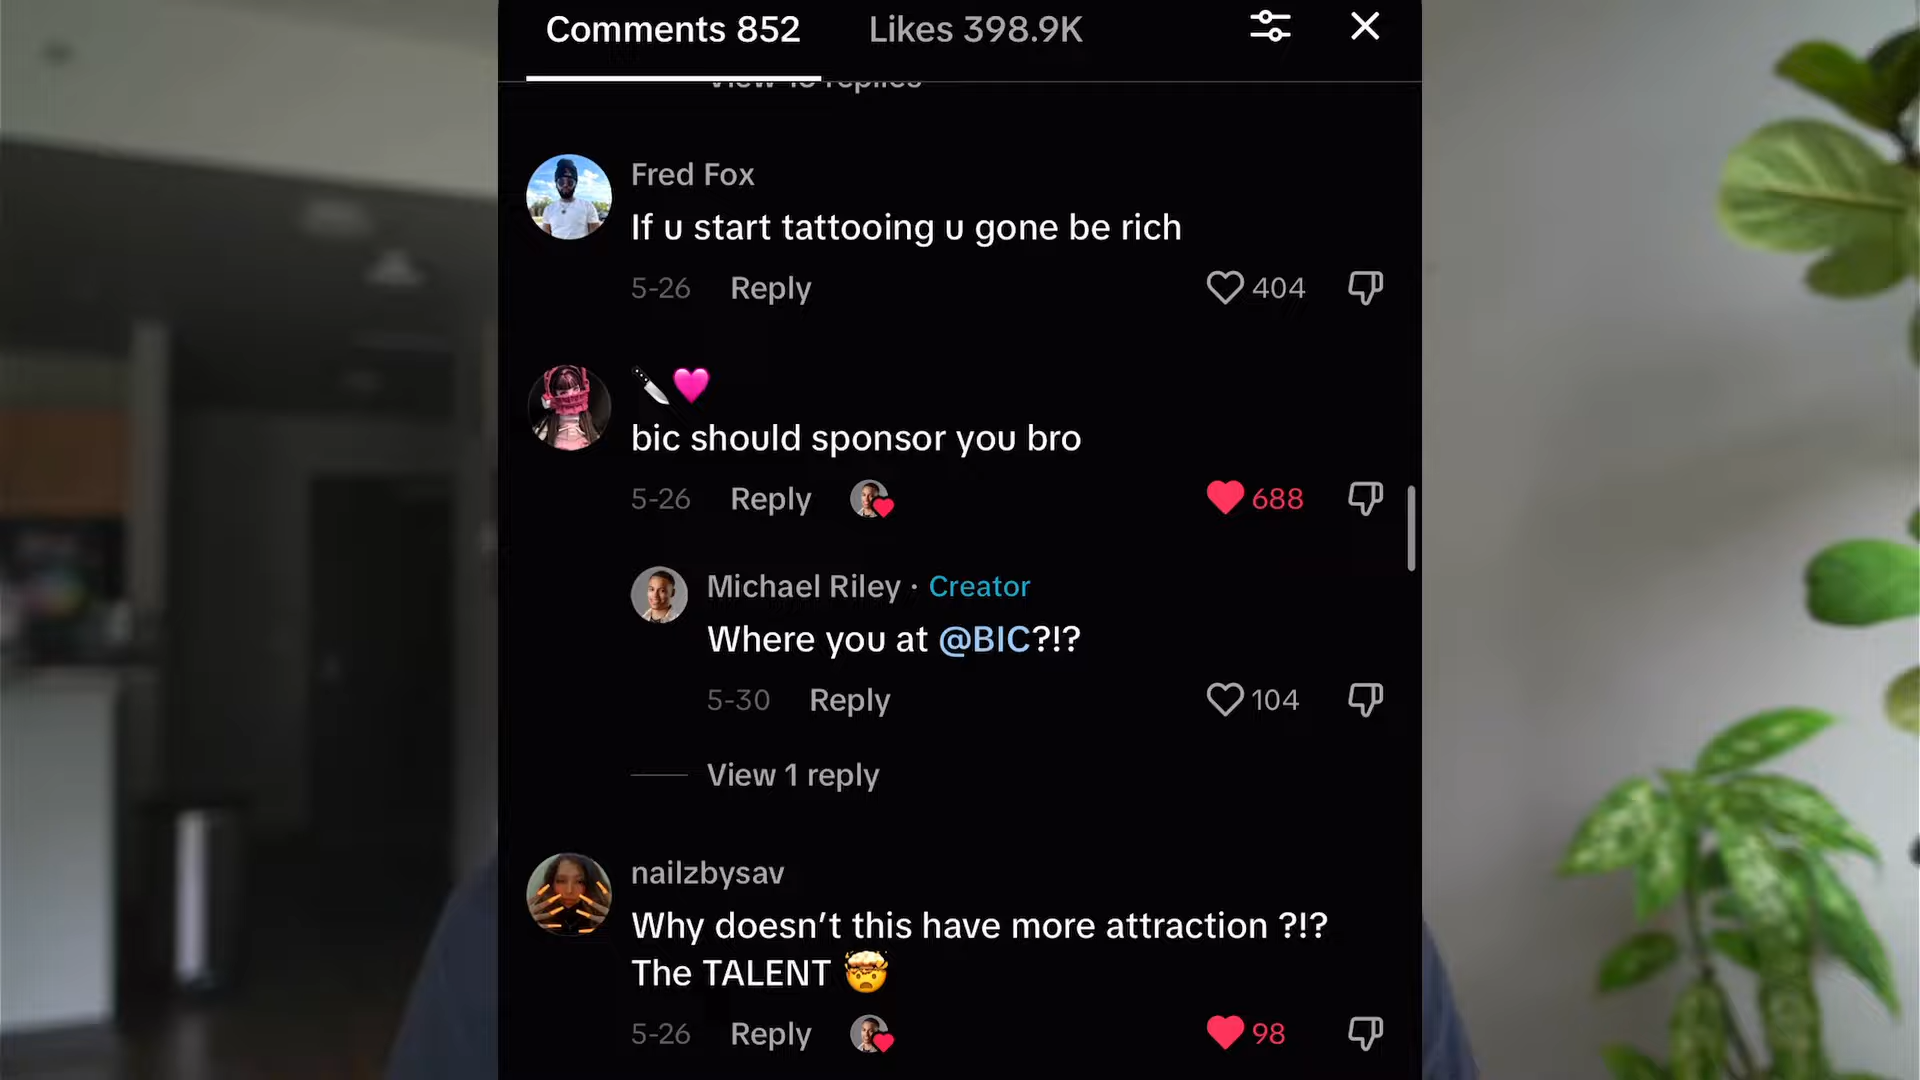 Comments 852
Likes 398.9K
Fred Fox
If u start tattooing u gone be rich
5-26 Reply 404
🔪💗
bic should sponsor you bro
5-26 Reply 688
Michael Riley · Creator
Where you at @BIC?!?
5-30 Reply 104
View 1 reply
nailzbysav
Why doesn't this have more attraction ?!?
The TALENT 🤯
5-26 Reply 98